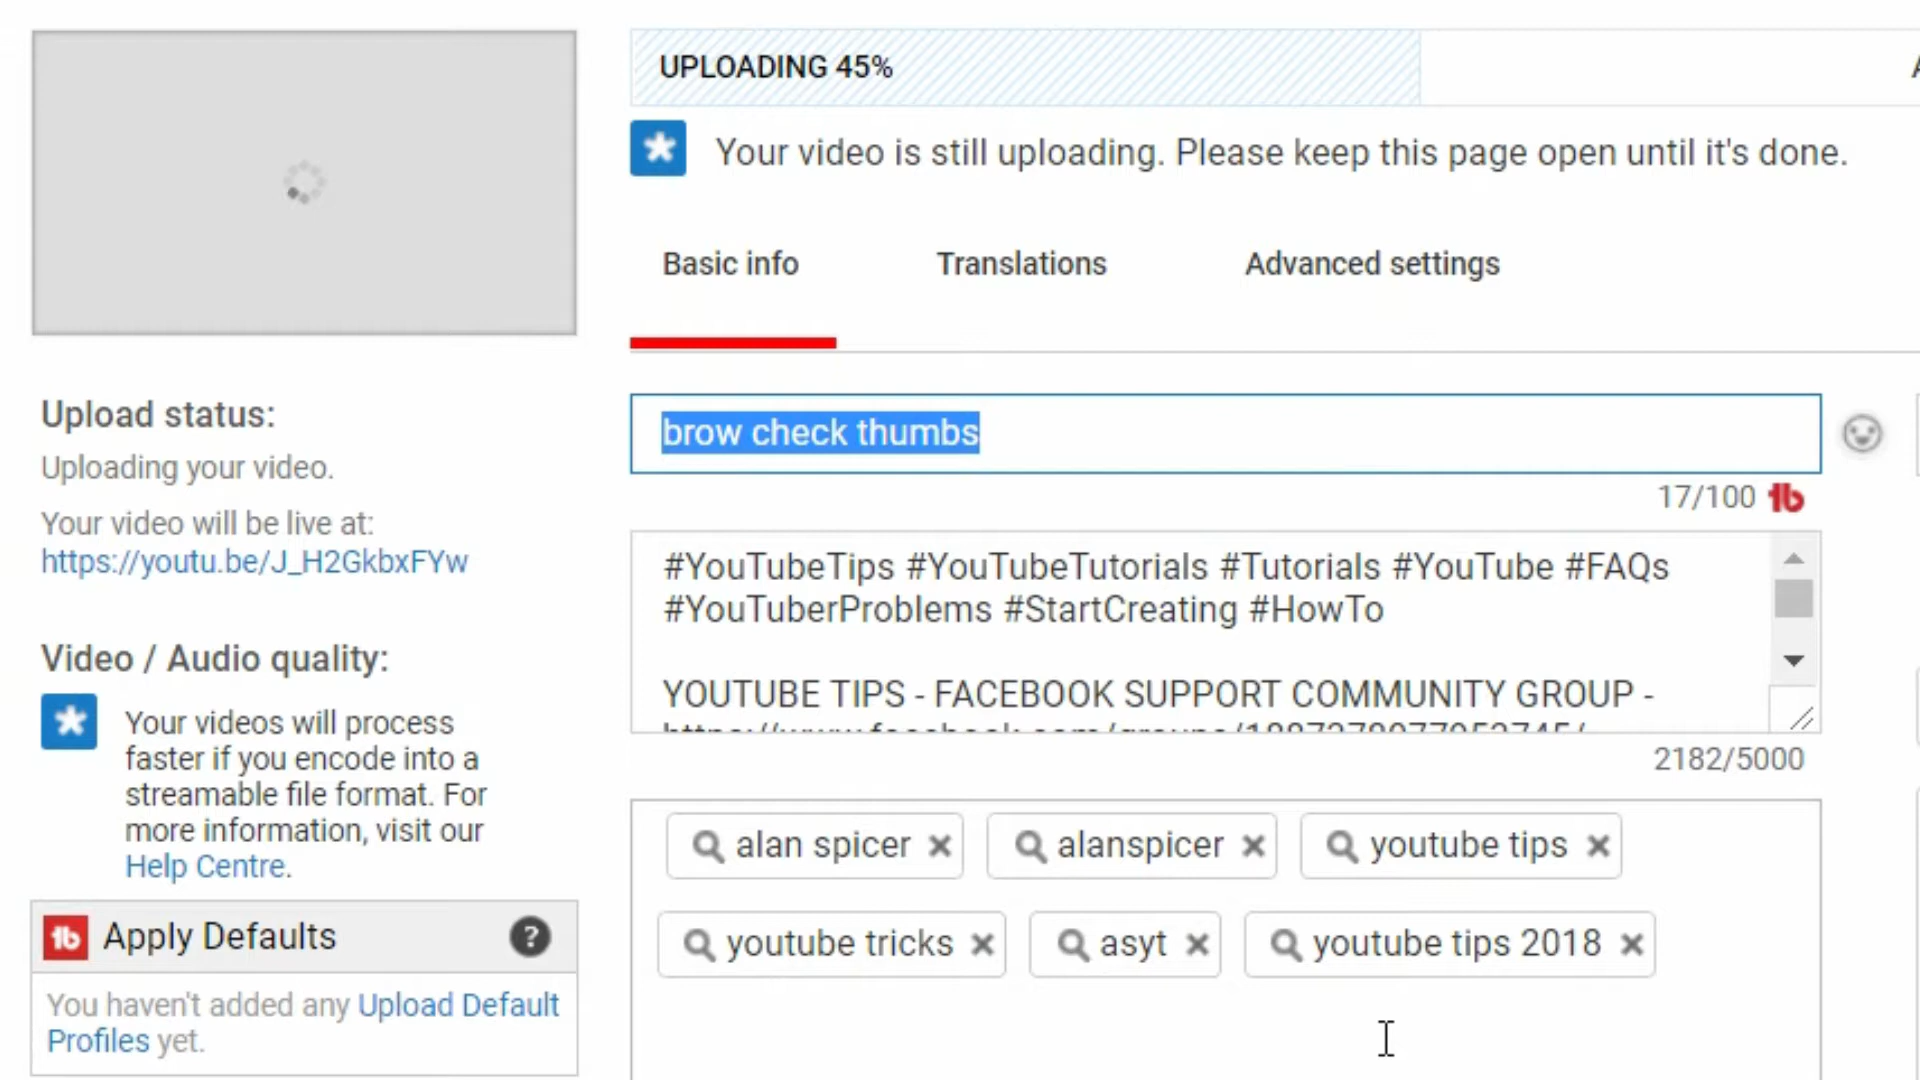 UPLOADING 45%
Your video is still uploading. Please keep this page open until it's done.
Basic info
Translations
Advanced settings
Upload status:
Uploading your video.
Your video will be live at:
https://youtu.be/J_H2GkbxFYw
Video / Audio quality:
Your videos will process
faster if you encode into a
streamable file format. For
more information, visit our
Help Centre.
Apply Defaults
You haven't added any Upload Default
Profiles yet.
brow check thumbs
17/100
#YouTubeTips #YouTubeTutorials #Tutorials #YouTube #FAQs
#YouTuberProblems #StartCreating #HowTo
YOUTUBE TIPS - FACEBOOK SUPPORT COMMUNITY GROUP -
2182/5000
alan spicer
alanspicer
youtube tips
youtube tricks
asyt
youtube tips 2018